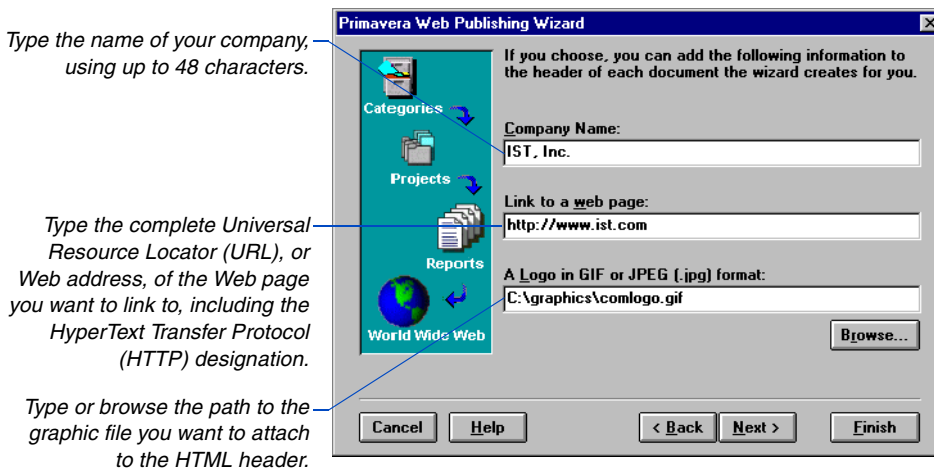 Type the name of your company,
using up to 48 characters.
Type the complete Universal
Resource Locator (URL), or
Web address, of the Web page
you want to link to, including the
HyperText Transfer Protocol
(HTTP) designation.
Type or browse the path to the
graphic file you want to attach
to the HTML header.
Primavera Web Publishing Wizard
If you choose, you can add the following information to
the header of each document the wizard creates for you.
Categories
Projects
Reports
World Wide Web
Company Name:
IST, Inc.
Link to a web page:
http://www.ist.com
A Logo in GIF or JPEG (.jpg) format:
C:\graphics\comlogo.gif
Browse...
Cancel
Help
< Back
Next >
Finish